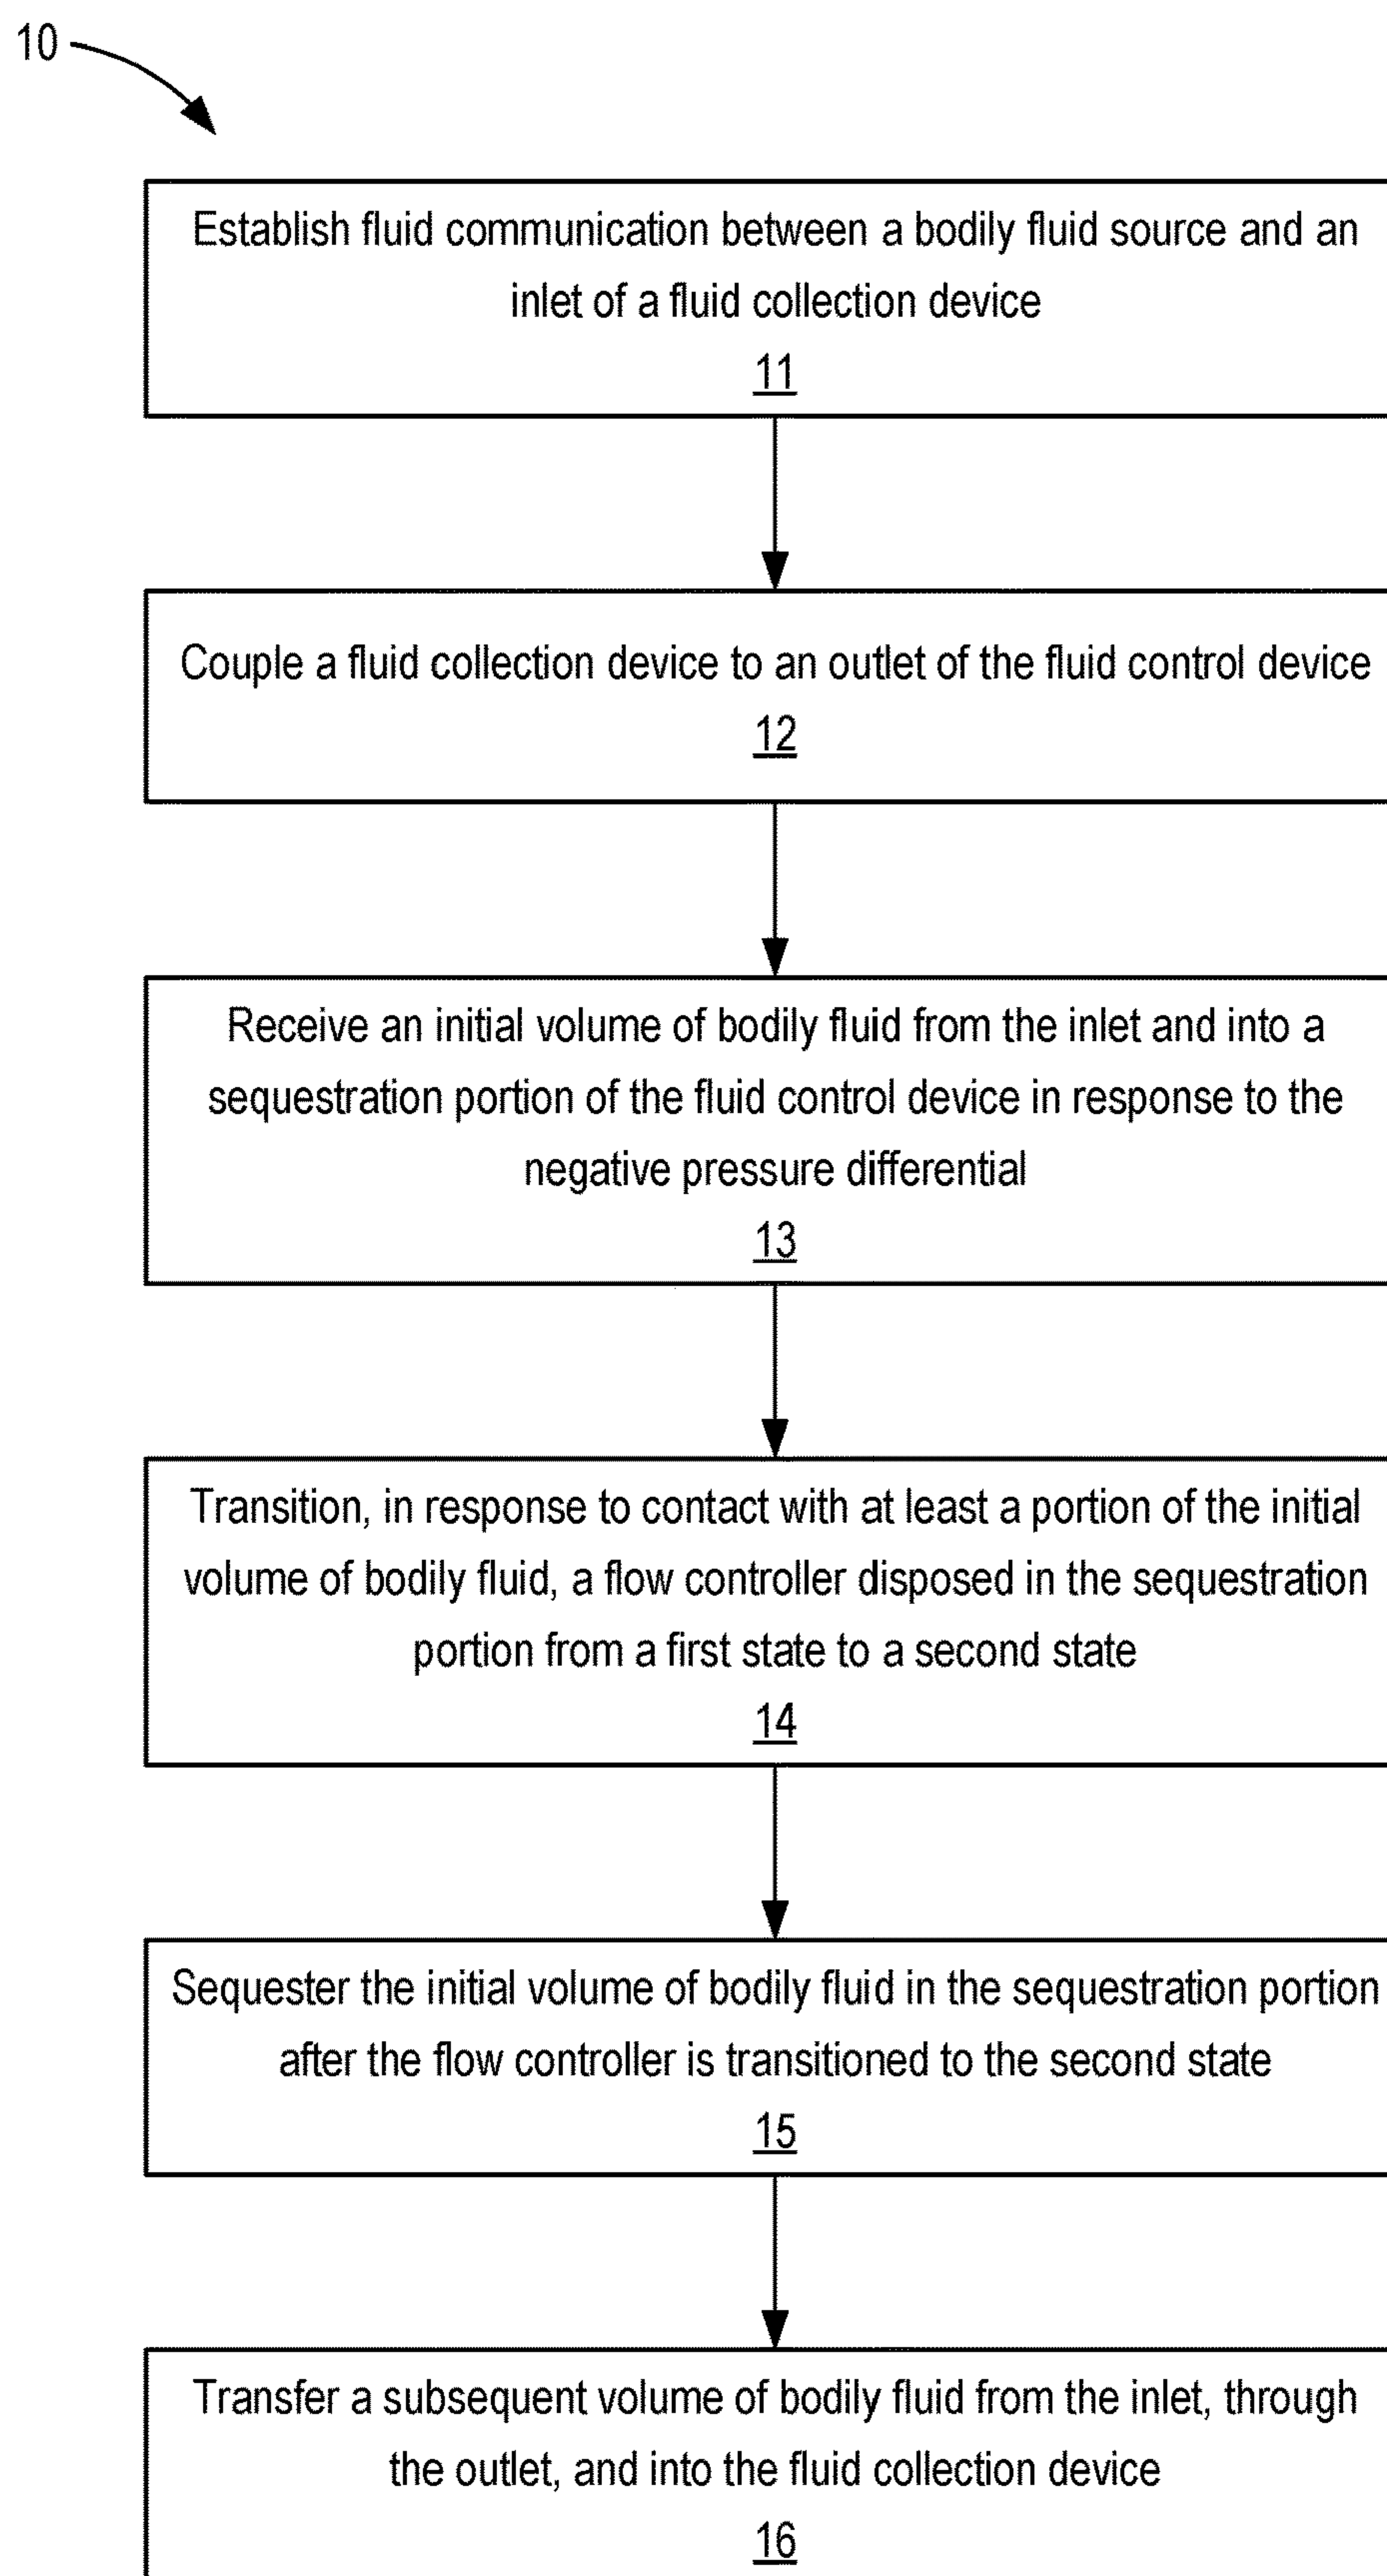 10
Establish fluid communication between a bodily fluid source and an
inlet of a fluid collection device
11
Couple a fluid collection device to an outlet of the fluid control device
12
Receive an initial volume of bodily fluid from the inlet and into a
sequestration portion of the fluid control device in response to the
negative pressure differential
13
Transition, in response to contact with at least a portion of the initial
volume of bodily fluid, a flow controller disposed in the sequestration
portion from a first state to a second state
14
Sequester the initial volume of bodily fluid in the sequestration portion
after the flow controller is transitioned to the second state
15
Transfer a subsequent volume of bodily fluid from the inlet, through
the outlet, and into the fluid collection device
16